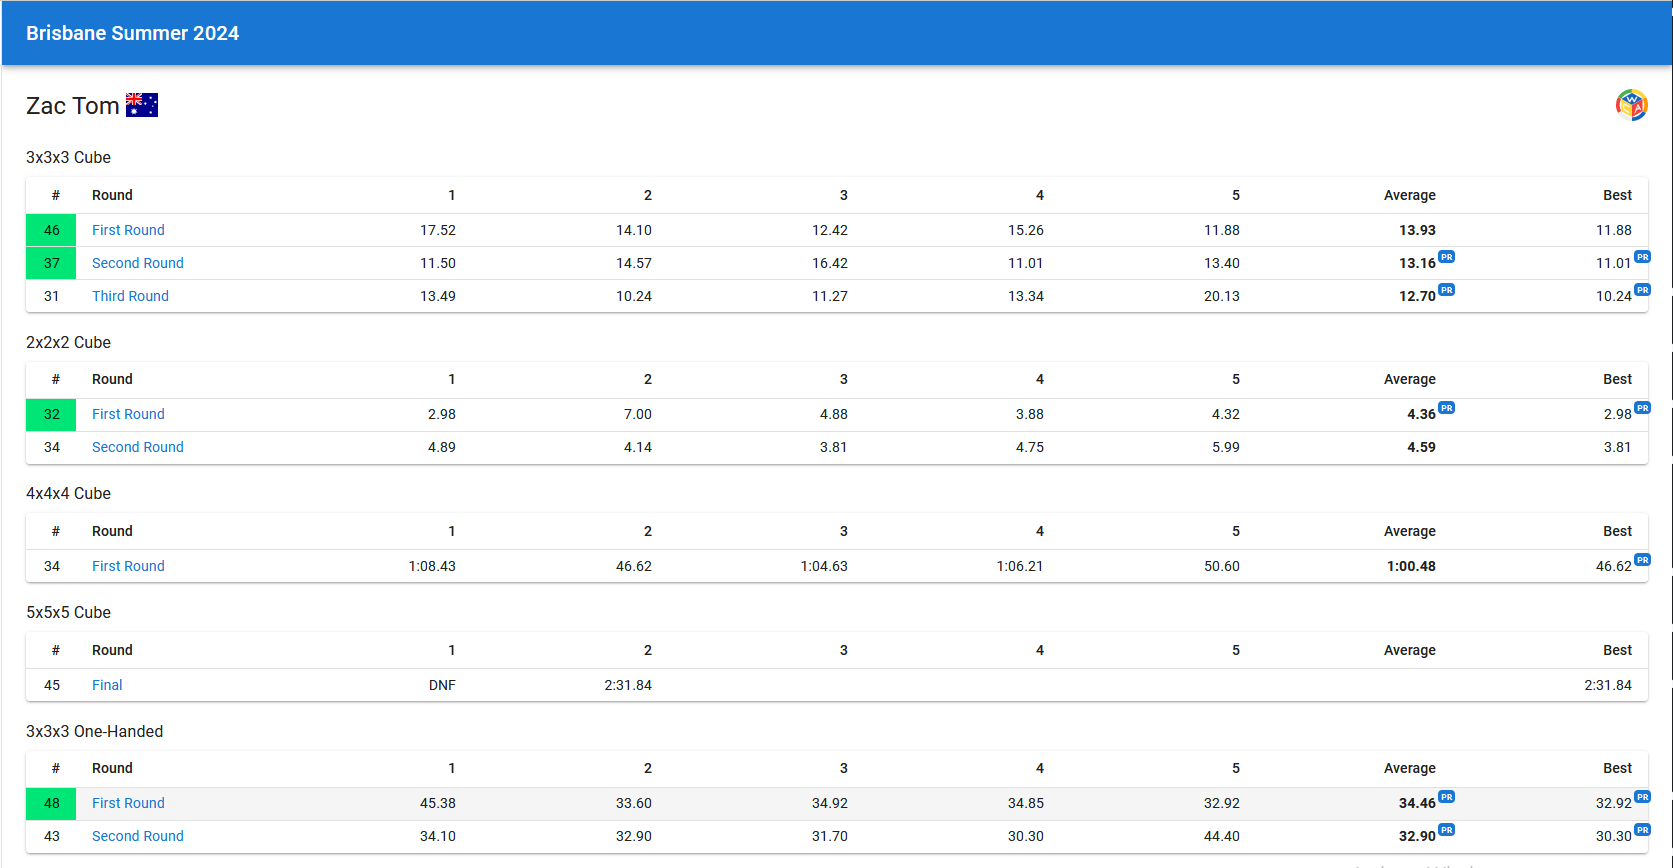 Brisbane Summer 2024
Zac Tom
3x3x3 Cube
# Round 1 2 3 4 5 Average Best
46 First Round 17.52 14.10 12.42 15.26 11.88 13.93 11.88
37 Second Round 11.50 14.57 16.42 11.01 13.40 13.16 PR 11.01 PR
31 Third Round 13.49 10.24 11.27 13.34 20.13 12.70 PR 10.24 PR
2x2x2 Cube
# Round 1 2 3 4 5 Average Best
32 First Round 2.98 7.00 4.88 3.88 4.32 4.36 PR 2.98 PR
34 Second Round 4.89 4.14 3.81 4.75 5.99 4.59 3.81
4x4x4 Cube
# Round 1 2 3 4 5 Average Best
34 First Round 1:08.43 46.62 1:04.63 1:06.21 50.60 1:00.48 46.62 PR
5x5x5 Cube
# Round 1 2 3 4 5 Average Best
45 Final DNF 2:31.84 2:31.84
3x3x3 One-Handed
# Round 1 2 3 4 5 Average Best
48 First Round 45.38 33.60 34.92 34.85 32.92 34.46 PR 32.92 PR
43 Second Round 34.10 32.90 31.70 30.30 44.40 32.90 PR 30.30 PR